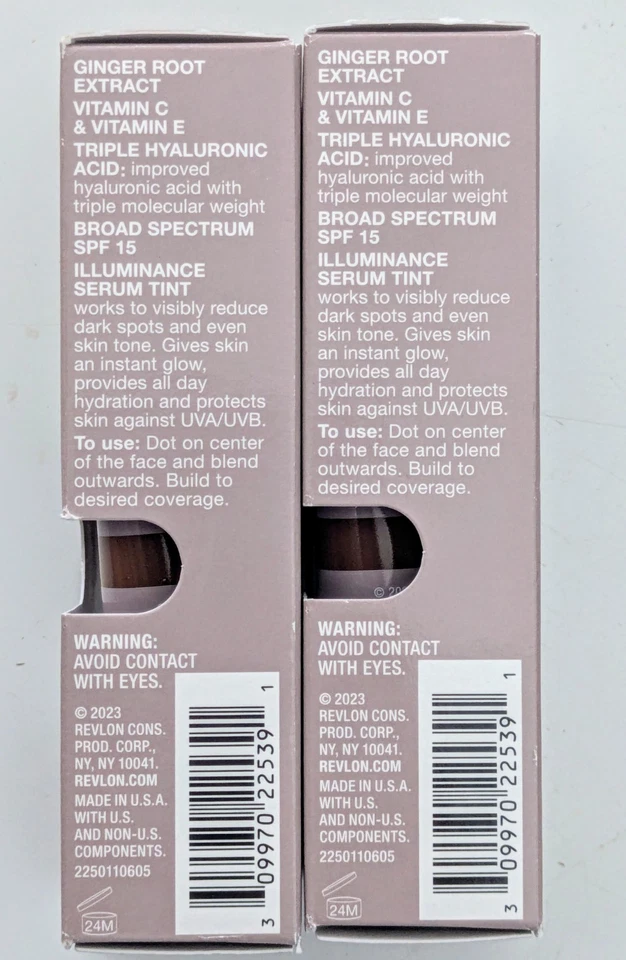 GINGER ROOT
EXTRACT
VITAMIN C
& VITAMIN E
TRIPLE HYALURONIC
ACID: improved
hyaluronic acid with
triple molecular weight
BROAD SPECTRUM
SPF 15
ILLUMINANCE
SERUM TINT
works to visibly reduce
dark spots and even
skin tone. Gives skin
an instant glow,
provides all day
hydration and protects
skin against UVA/UVB.
To use: Dot on center
of the face and blend
outwards. Build to
desired coverage.
WARNING:
AVOID CONTACT
WITH EYES.
© 2023
REVLON CONS.
PROD. CORP.,
NY, NY 10041.
REVLON.COM
MADE IN U.S.A.
WITH U.S.
AND NON-U.S.
COMPONENTS.
2250110605
24M
3 09970 22539 1
GINGER ROOT
EXTRACT
VITAMIN C
& VITAMIN E
TRIPLE HYALURONIC
ACID: improved
hyaluronic acid with
triple molecular weight
BROAD SPECTRUM
SPF 15
ILLUMINANCE
SERUM TINT
works to visibly reduce
dark spots and even
skin tone. Gives skin
an instant glow,
provides all day
hydration and protects
skin against UVA/UVB.
To use: Dot on center
of the face and blend
outwards. Build to
desired coverage.
WARNING:
AVOID CONTACT
WITH EYES.
© 2023
REVLON CONS.
PROD. CORP.,
NY, NY 10041.
REVLON.COM
MADE IN U.S.A.
WITH U.S.
AND NON-U.S.
COMPONENTS.
2250110605
24M
3 09970 22539 1